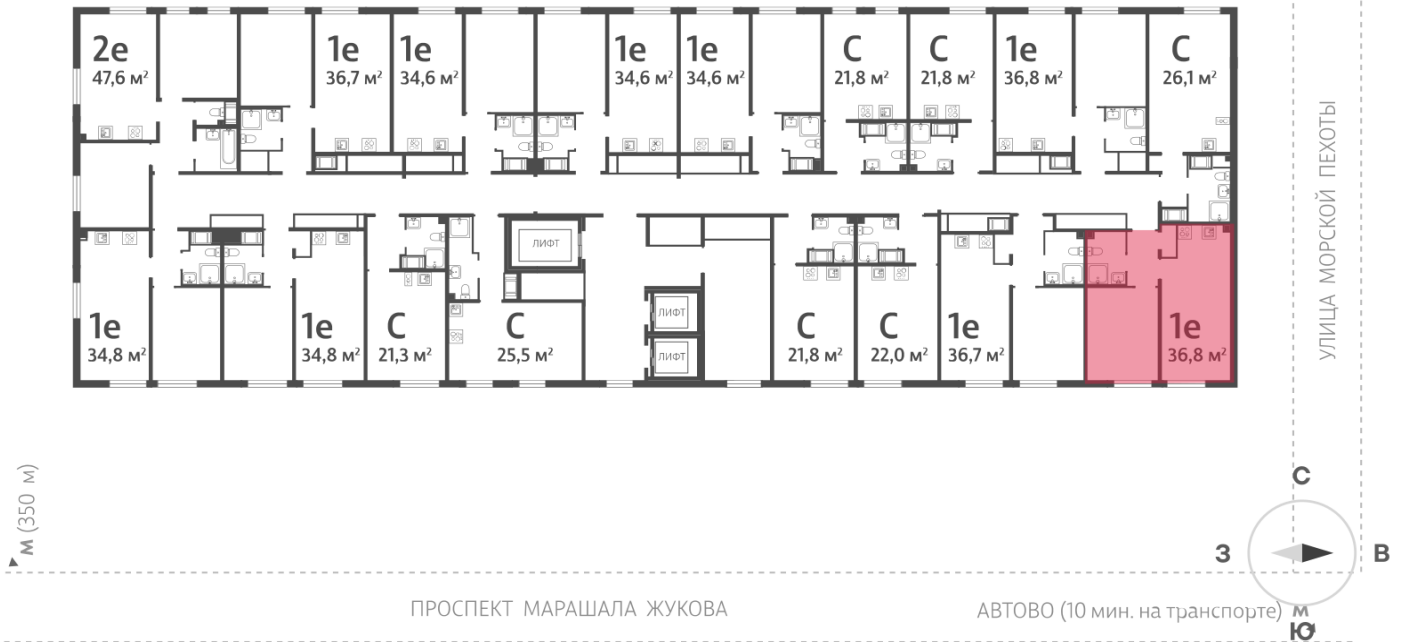 2е
47,6 м²
1е
36,7 м²
1е
34,6 м²
1е
34,6 м²
1е
34,6 м²
С
21,8 м²
С
21,8 м²
1е
36,8 м²
С
26,1 м²
1е
34,8 м²
1е
34,8 м²
С
21,3 м²
С
25,5 м²
ЛИФТ
ЛИФТ
ЛИФТ
С
21,8 м²
С
22,0 м²
1е
36,7 м²
1е
36,8 м²
УЛИЦА МОРСКОЙ ПЕХОТЫ
м (350 м)
С
З
В
Ю
ПРОСПЕКТ МАРАШАЛА ЖУКОВА
АВТОВО (10 мин. на транспорте) м